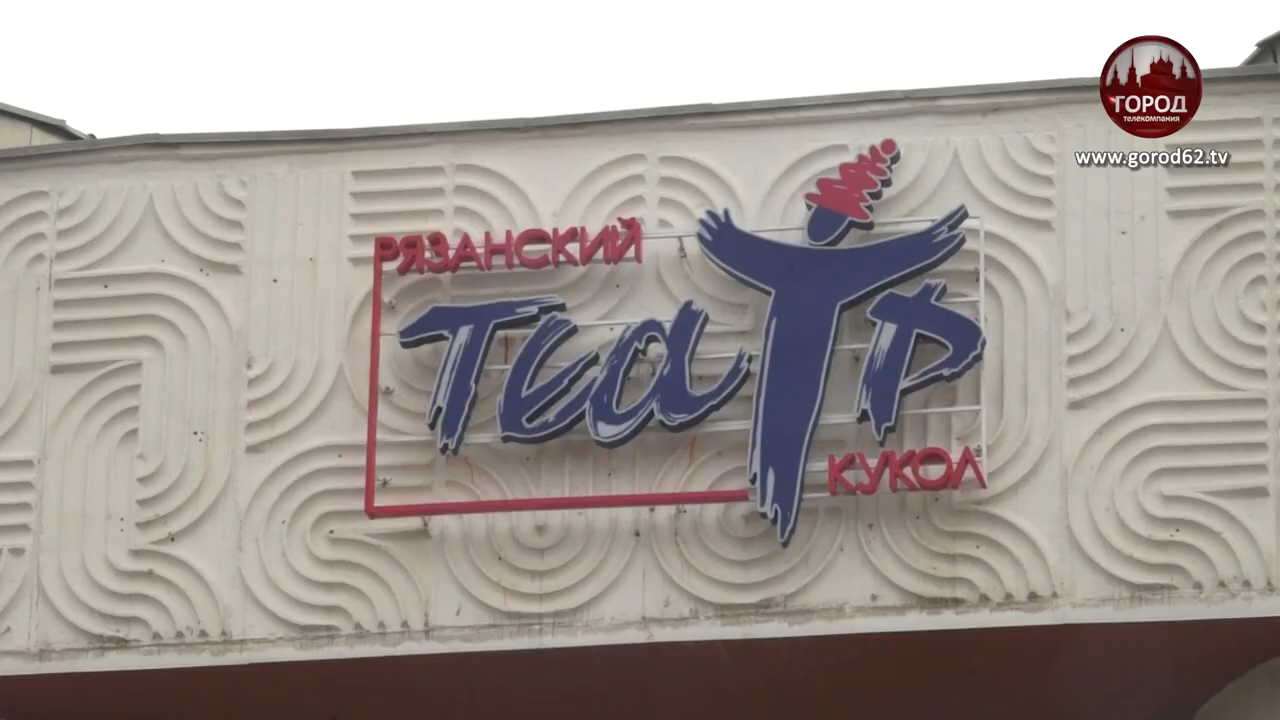 ГОРОД
телекомпания
www.gorod62.tv
РЯЗАНСКИЙ
ТЕАТР
КУКОЛ